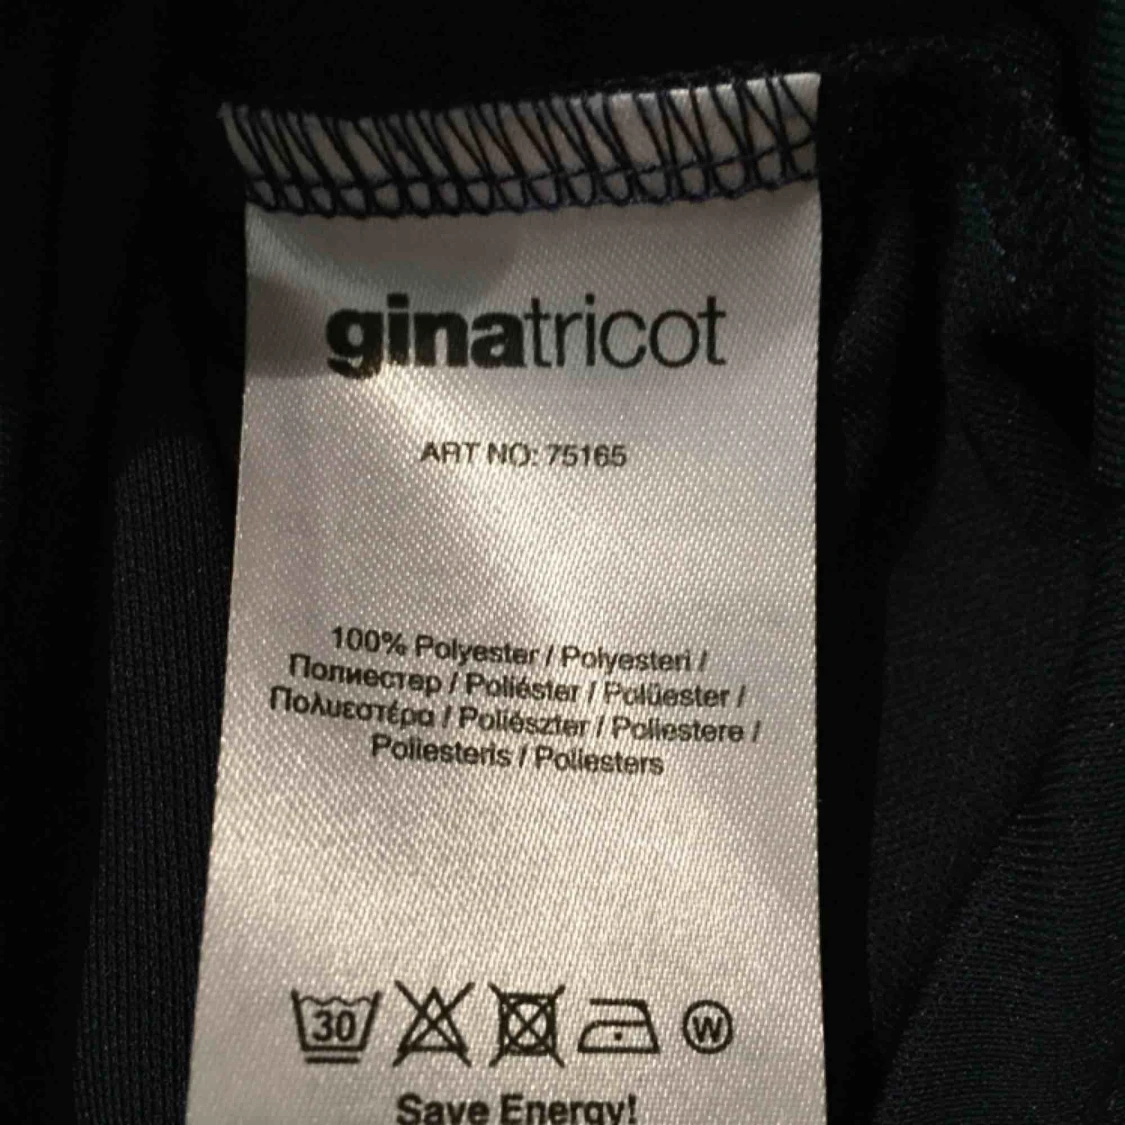 ginatricot
ART NO: 75165
100% Polyester / Polyesteri /
Полиестер / Poliéster / Polüester /
Πολυεστέρα / Poliészter / Poliestere /
Poliesteris / Poliesters
30 W
Save Energy!